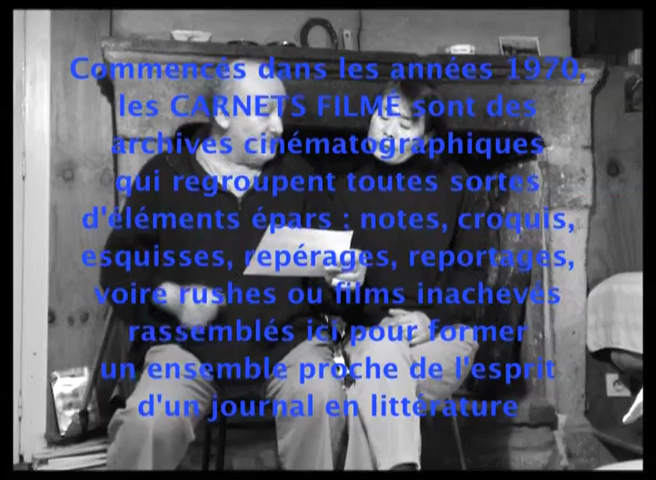 Commencés dans les années 1970,
les CARNETS FILMÉ sont des
archives cinématographiques
qui regroupent toutes sortes
d'éléments épars : notes, croquis,
esquisses, repérages, reportages,
voire rushes ou films inachevés
rassemblés ici pour former
un ensemble proche de l'esprit
d'un journal en littérature